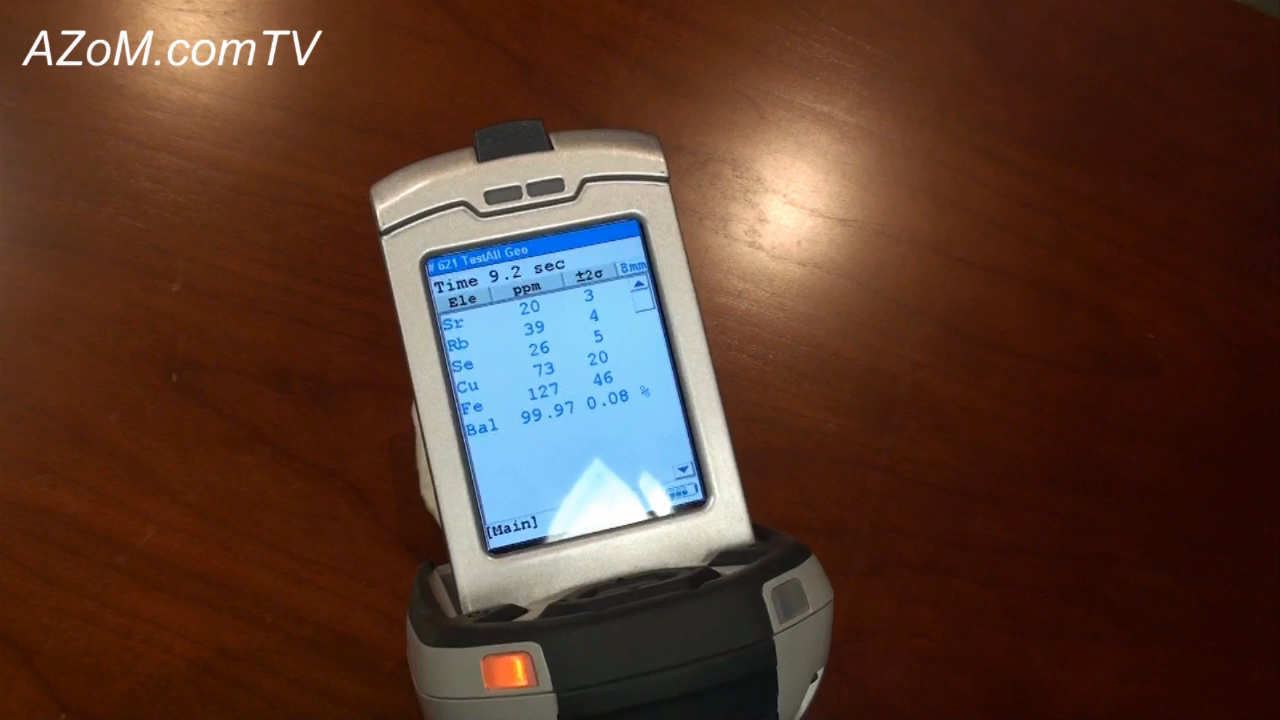 AZoM.comTV
# 621 TestAll Geo
Time 9.2 sec
Ele ppm ±2σ 8mm
Sr 20 3
Rb 39 4
Se 26 5
Cu 73 20
Fe 127 46
Bal 99.97 0.08 %
[Main]